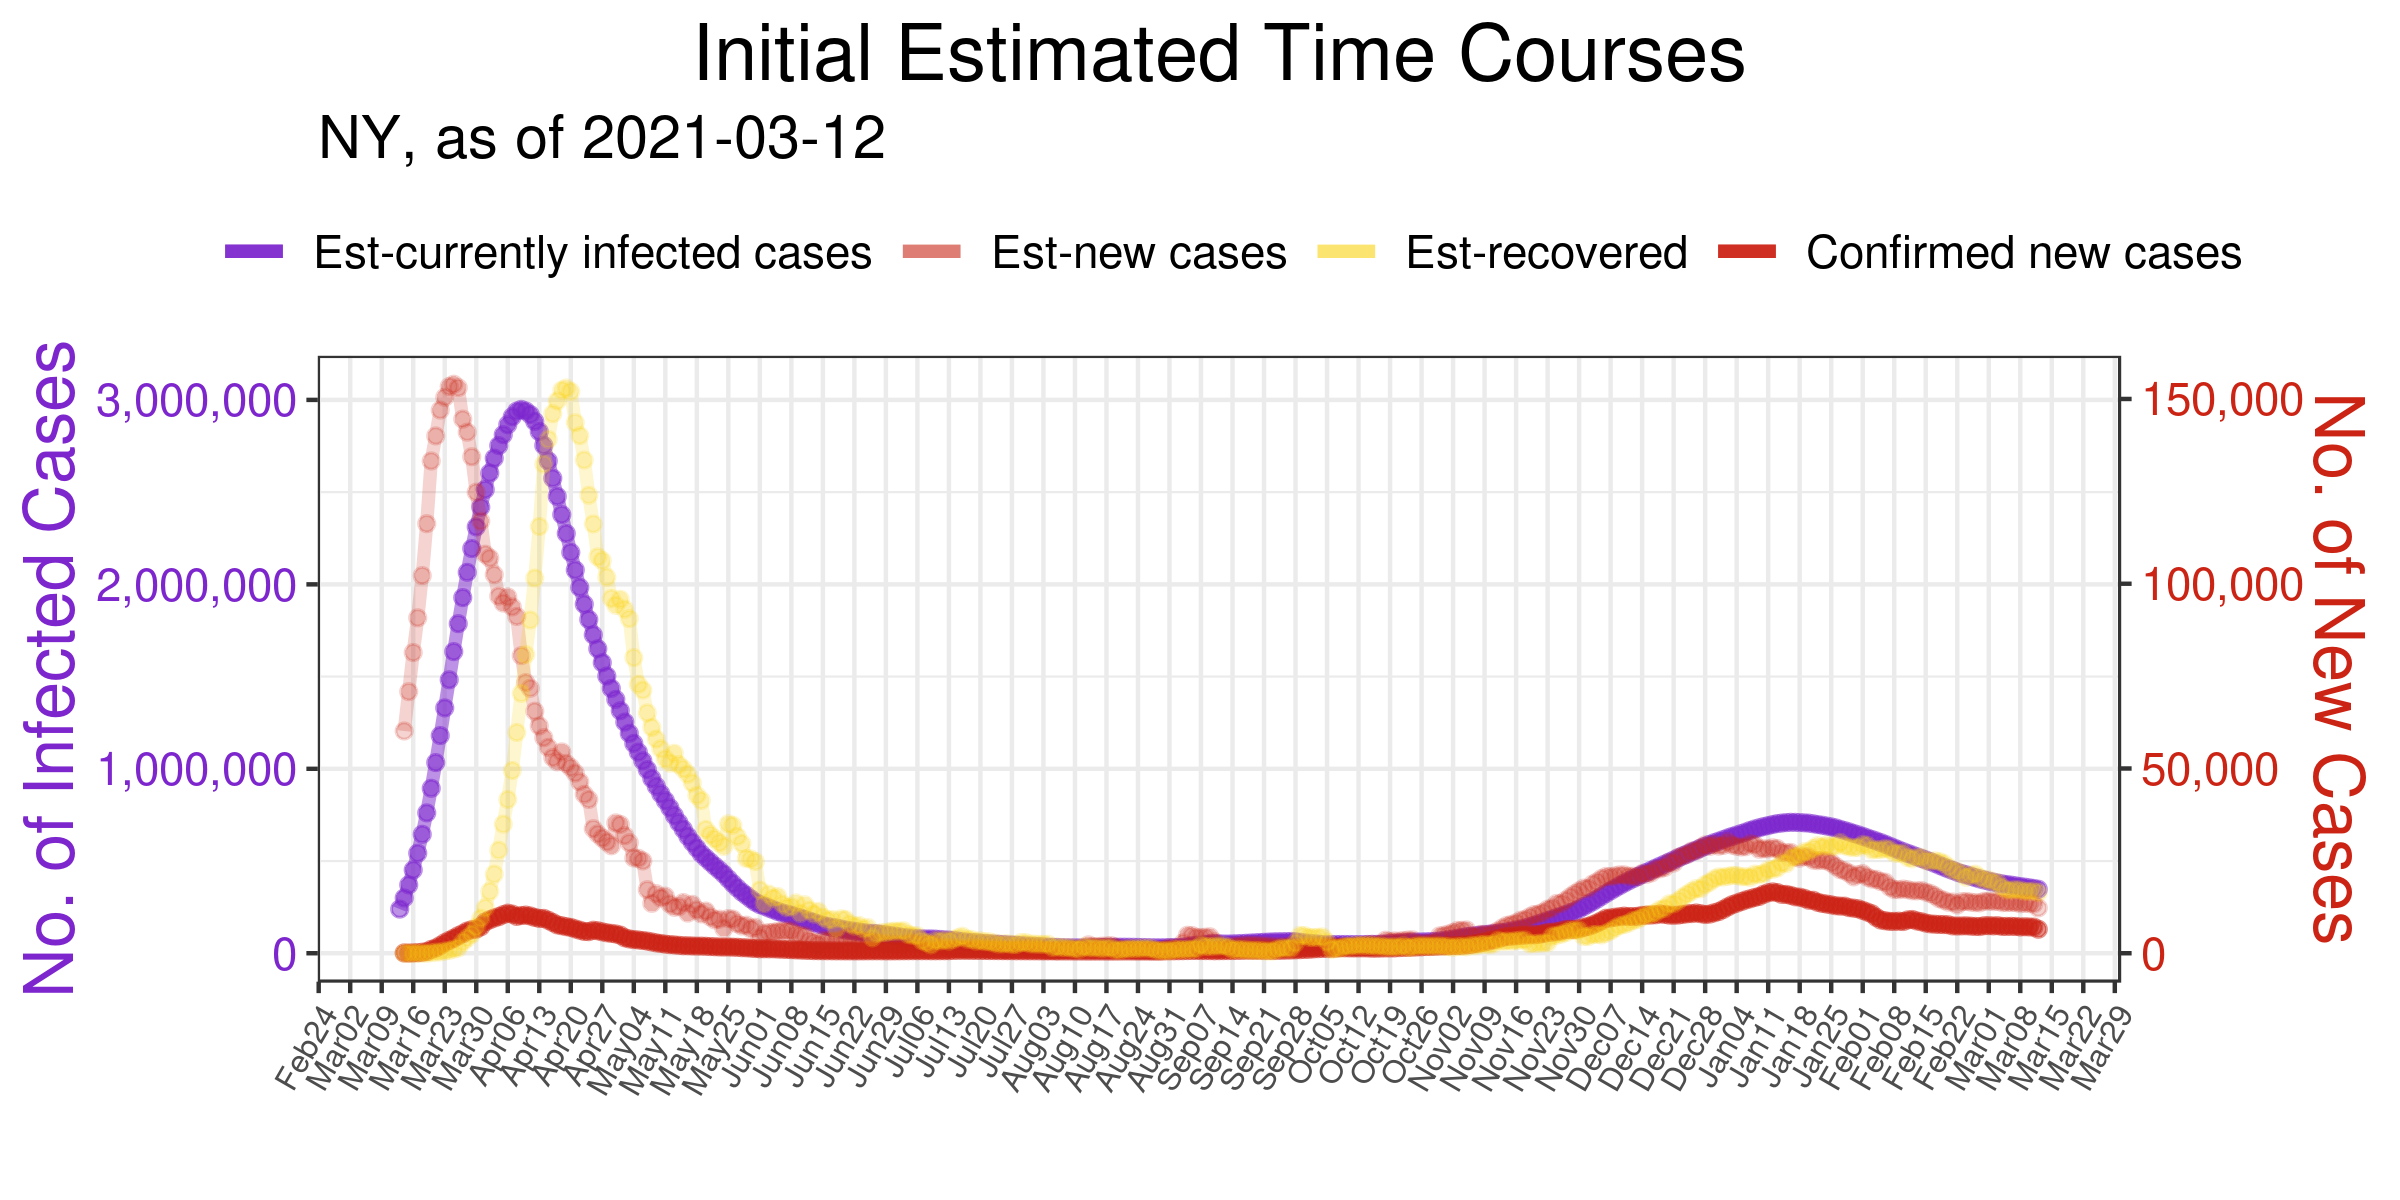 Initial Estimated Time Courses
NY, as of 2021-03-12
Est-currently infected cases Est-new cases Est-recovered Confirmed new cases
No. of Infected Cases
3,000,000
2,000,000
1,000,000
0
150,000
100,000
50,000
0
No. of New Cases
Feb24 Mar02 Mar09 Mar16 Mar23 Mar30 Apr06 Apr13 Apr20 Apr27 May04 May11 May18 May25 Jun01 Jun08 Jun15 Jun22 Jun29 Jul06 Jul13 Jul20 Jul27 Aug03 Aug10 Aug17 Aug24 Aug31 Sep07 Sep14 Sep21 Sep28 Oct05 Oct12 Oct19 Oct26 Nov02 Nov09 Nov16 Nov23 Nov30 Dec07 Dec14 Dec21 Dec28 Jan04 Jan11 Jan18 Jan25 Feb01 Feb08 Feb15 Feb22 Mar01 Mar08 Mar15 Mar22 Mar29